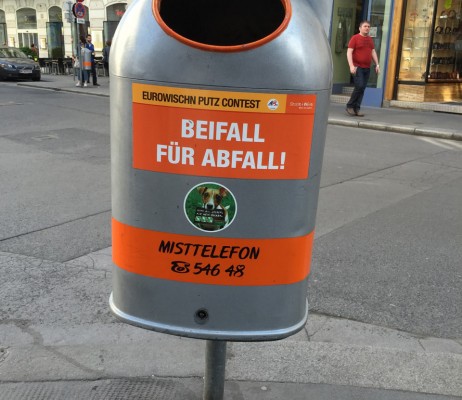 EUROWISCHN PUTZ CONTEST
BEIFALL
FÜR ABFALL!
MISTTELEFON
☎ 546 48